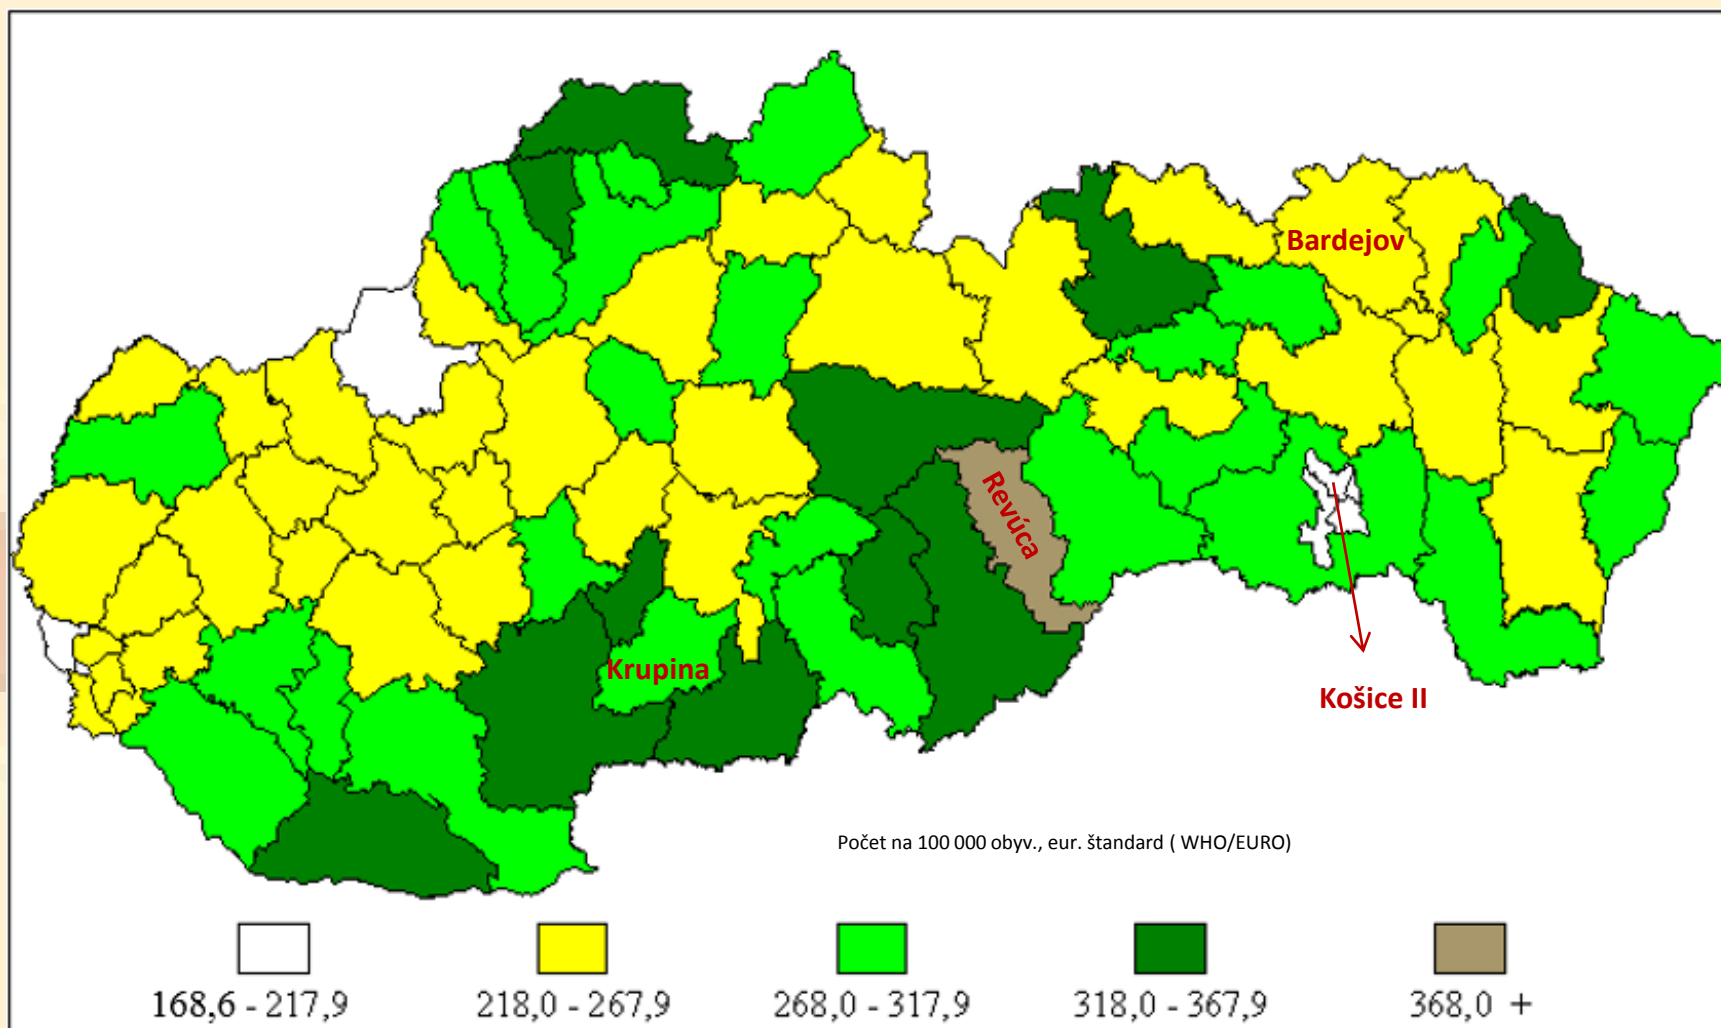 Bardejov
Revúca
Krupina
Košice II
Počet na 100 000 obyv., eur. štandard ( WHO/EURO)
168,6 - 217,9 218,0 - 267,9 268,0 - 317,9 318,0 - 367,9 368,0 +